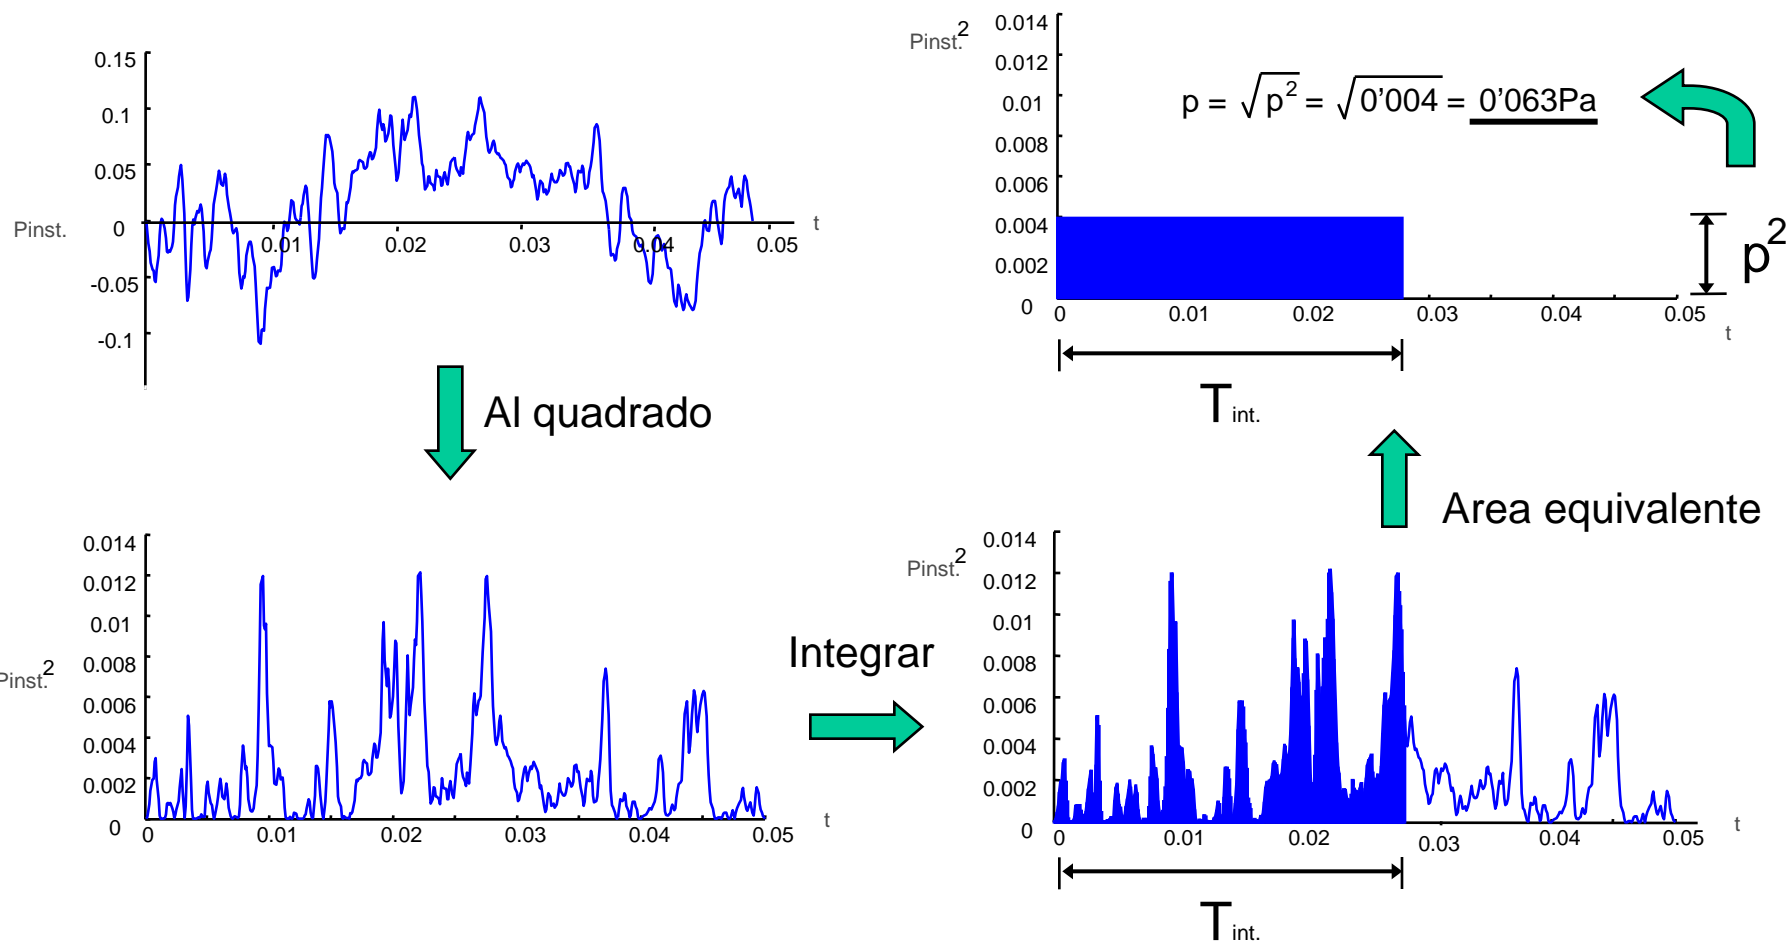 0.15
0.1
0.05
Pinst. 0
-0.05
-0.1
0.01 0.02 0.03 0.04 0.05 t
Pinst.2
0.014
0.012
0.01
0.008
0.006
0.004
0.002
0
0 0.01 0.02 0.03 0.04 0.05
t
p = √p2 = √0'004 = 0'063Pa
p2
Tint.
Al quadrado
Area equivalente
0.014
0.012
0.01
0.008
Pinst.2
0.006
0.004
0.002
0
0 0.01 0.02 0.03 0.04 0.05 t
Integrar
Pinst.2
0.014
0.012
0.01
0.008
0.006
0.004
0.002
0
0 0.01 0.02 0.03 0.04 0.05 t
Tint.